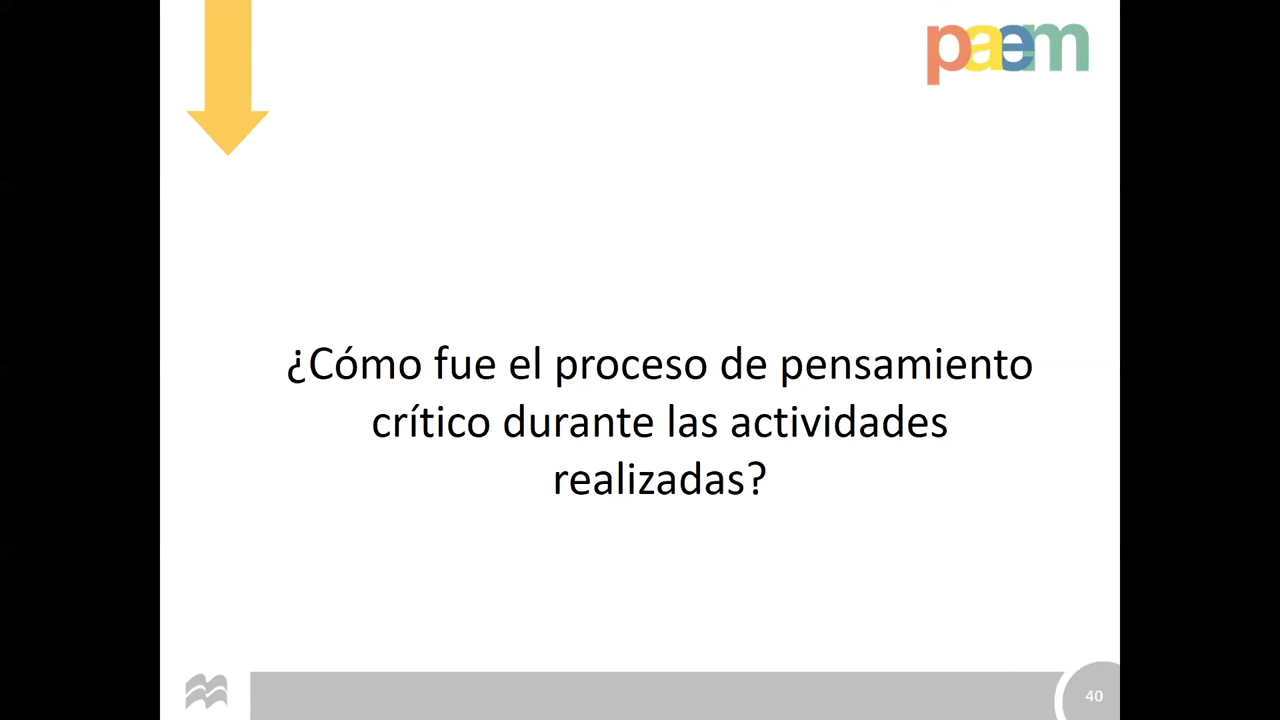 paem
¿Cómo fue el proceso de pensamiento
crítico durante las actividades
realizadas?
40